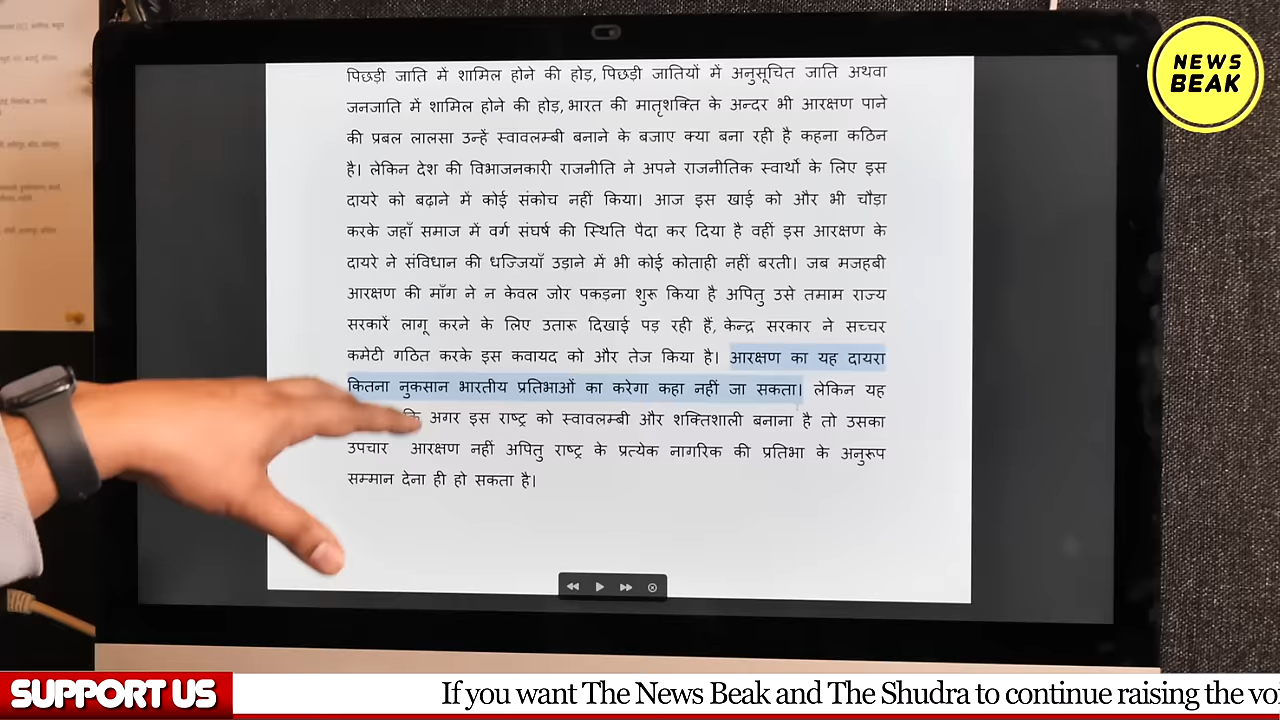 NEWS
BEAK
पिछड़ी जाति में शामिल होने की होड़, पिछड़ी जातियों में अनुसूचित जाति अथवा
जनजाति में शामिल होने की होड़, भारत की मातृशक्ति के अन्दर भी आरक्षण पाने
की प्रबल लालसा उन्हें स्वावलम्बी बनाने के बजाए क्या बना रही है कहना कठिन
है। लेकिन देश की विभाजनकारी राजनीति ने अपने राजनीतिक स्वार्थो के लिए इस
दायरे को बढ़ाने में कोई संकोच नहीं किया। आज इस खाई को और भी चौड़ा
करके जहाँ समाज में वर्ग संघर्ष की स्थिति पैदा कर दिया है वहीं इस आरक्षण के
दायरे ने संविधान की धज्जियाँ उड़ाने में भी कोई कोताही नहीं बरती। जब मजहबी
आरक्षण की माँग ने न केवल जोर पकड़ना शुरू किया है अपितु उसे तमाम राज्य
सरकारें लागू करने के लिए उतारू दिखाई पड़ रही हैं, केन्द्र सरकार ने सच्चर
कमेटी गठित करके इस कवायद को और तेज किया है। आरक्षण का यह दायरा
कितना नुकसान भारतीय प्रतिभाओं का करेगा कहा नहीं जा सकता। लेकिन यह
कि अगर इस राष्ट्र को स्वावलम्बी और शक्तिशाली बनाना है तो उसका
उपचार आरक्षण नहीं अपितु राष्ट्र के प्रत्येक नागरिक की प्रतिभा के अनुरूप
सम्मान देना ही हो सकता है।
SUPPORT US
If you want The News Beak and The Shudra to continue raising the voi